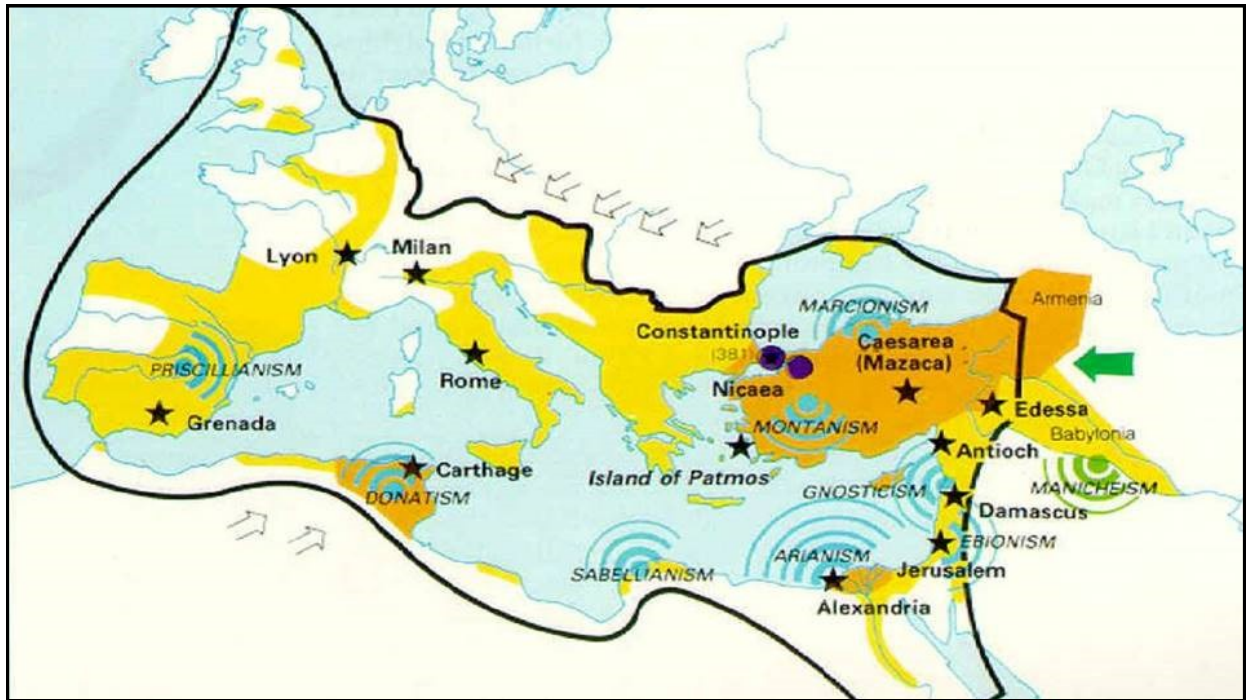 Lyon
Milan
MARCIONISM
Armenia
Constantinople
(381)
Caesarea
(Mazaca)
PRISCILLIANISM
Rome
Nicaea
Grenada
MONTANISM
Edessa
Babylonia
Antioch
Carthage
Island of Patmos
DONATISM
GNOSTICISM
MANICHEISM
Damascus
EBIONISM
ARIANISM
SABELLIANISM
Jerusalem
Alexandria